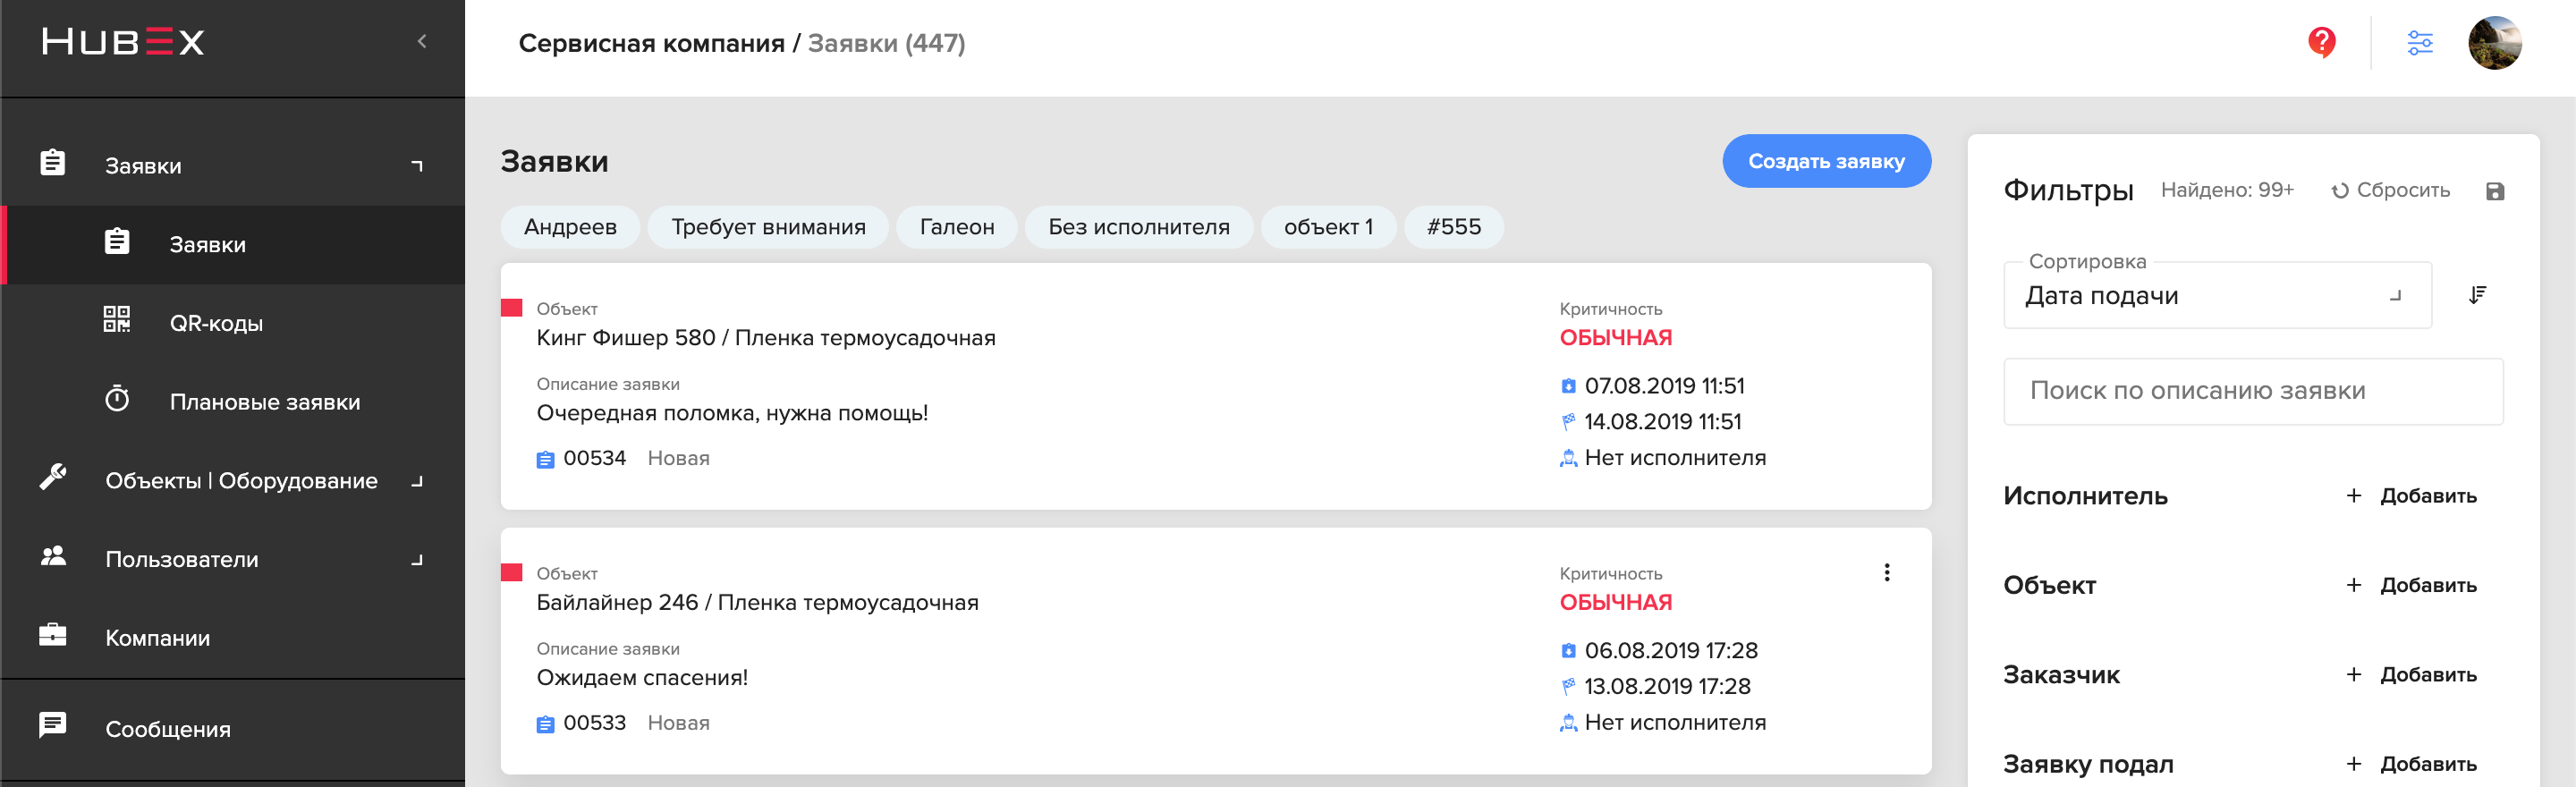 HUBEX
Сервисная компания / Заявки (447)
Заявки
Заявки
QR-коды
Плановые заявки
Объекты | Оборудование
Пользователи
Компании
Сообщения
Заявки
Создать заявку
Андреев
Требует внимания
Галеон
Без исполнителя
объект 1
#555
Объект
Кинг Фишер 580 / Пленка термоусадочная
Описание заявки
Очередная поломка, нужна помощь!
00534 Новая
Критичность
ОБЫЧНАЯ
07.08.2019 11:51
14.08.2019 11:51
Нет исполнителя
Объект
Байлайнер 246 / Пленка термоусадочная
Описание заявки
Ожидаем спасения!
00533 Новая
Критичность
ОБЫЧНАЯ
06.08.2019 17:28
13.08.2019 17:28
Нет исполнителя
Фильтры Найдено: 99+ Сбросить
Сортировка
Дата подачи
Поиск по описанию заявки
Исполнитель + Добавить
Объект + Добавить
Заказчик + Добавить
Заявку подал + Добавить